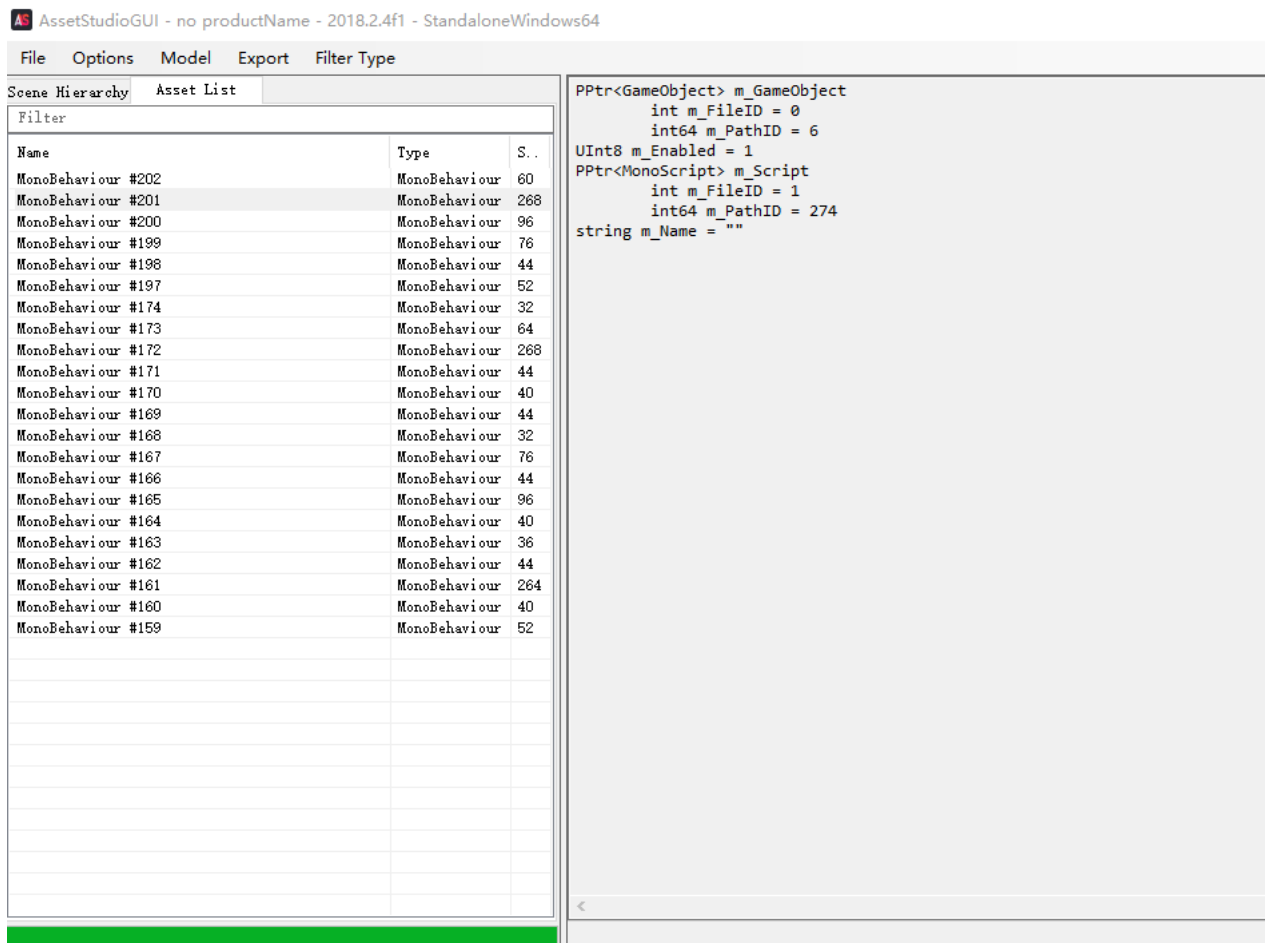 AS AssetStudioGUI - no productName - 2018.2.4f1 - StandaloneWindows64
File Options Model Export Filter Type
Scene Hierarchy Asset List
Filter
Name Type S..
MonoBehaviour #202 MonoBehaviour 60
MonoBehaviour #201 MonoBehaviour 268
MonoBehaviour #200 MonoBehaviour 96
MonoBehaviour #199 MonoBehaviour 76
MonoBehaviour #198 MonoBehaviour 44
MonoBehaviour #197 MonoBehaviour 52
MonoBehaviour #174 MonoBehaviour 32
MonoBehaviour #173 MonoBehaviour 64
MonoBehaviour #172 MonoBehaviour 268
MonoBehaviour #171 MonoBehaviour 44
MonoBehaviour #170 MonoBehaviour 40
MonoBehaviour #169 MonoBehaviour 44
MonoBehaviour #168 MonoBehaviour 32
MonoBehaviour #167 MonoBehaviour 76
MonoBehaviour #166 MonoBehaviour 44
MonoBehaviour #165 MonoBehaviour 96
MonoBehaviour #164 MonoBehaviour 40
MonoBehaviour #163 MonoBehaviour 36
MonoBehaviour #162 MonoBehaviour 44
MonoBehaviour #161 MonoBehaviour 264
MonoBehaviour #160 MonoBehaviour 40
MonoBehaviour #159 MonoBehaviour 52
PPtr<GameObject> m_GameObject
int m_FileID = 0
int64 m_PathID = 6
UInt8 m_Enabled = 1
PPtr<MonoScript> m_Script
int m_FileID = 1
int64 m_PathID = 274
string m_Name = ""